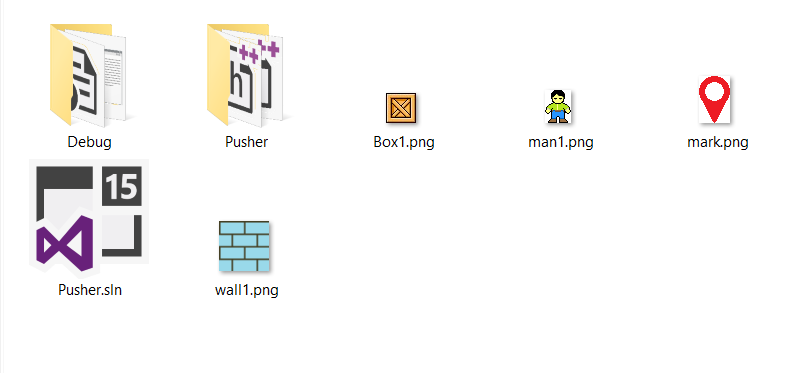 Debug
Pusher
Box1.png
man1.png
mark.png
15
Pusher.sln
wall1.png